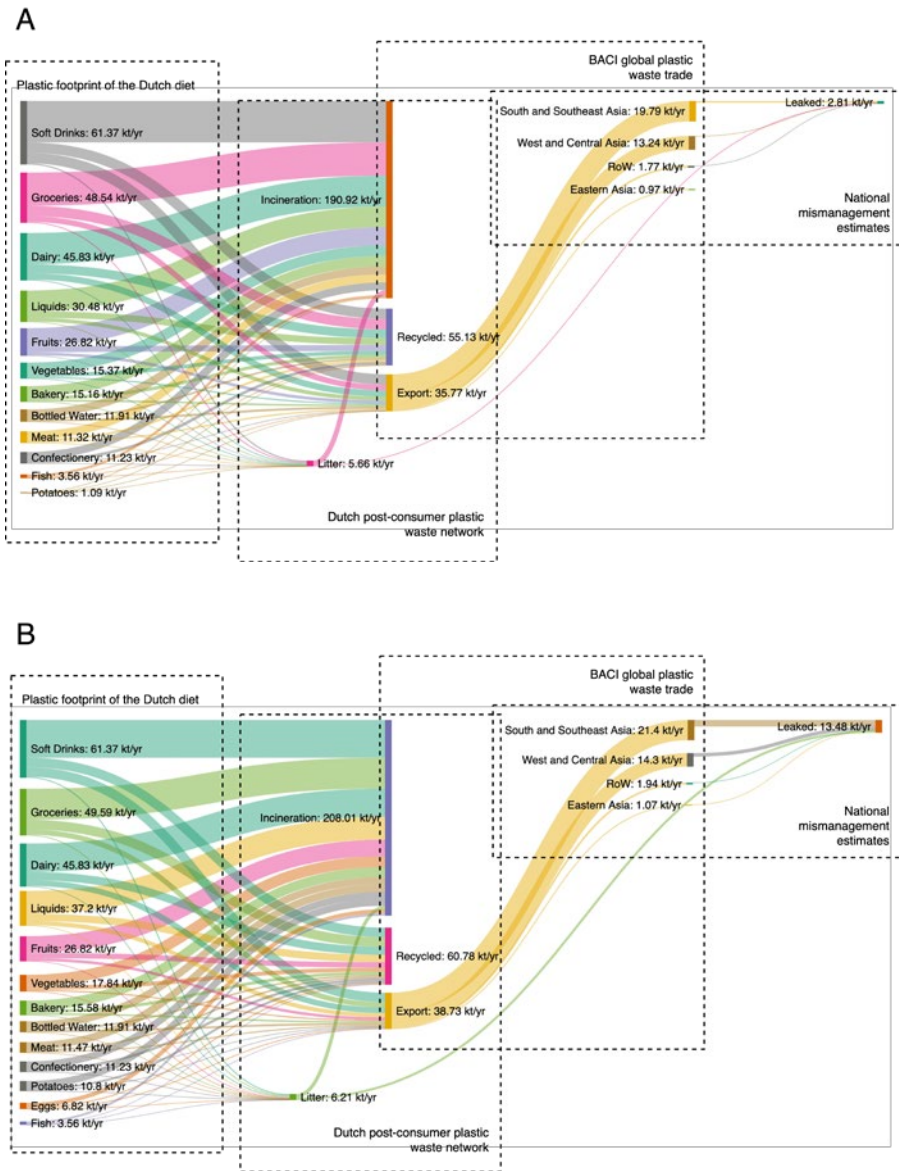 A
BACI global plastic
waste trade
Plastic footprint of the Dutch diet
South and Southeast Asia: 19.79 kt/yr
Leaked: 2.81 kt/yr
Soft Drinks: 61.37 kt/yr
West and Central Asia: 13.24 kt/yr
RoW: 1.77 kt/yr
Eastern Asia: 0.97 kt/yr
Groceries: 48.54 kt/yr
Incineration: 190.92 kt/yr
National
mismanagement
estimates
Dairy: 45.83 kt/yr
Liquids: 30.48 kt/yr
Fruits: 26.82 kt/yr
Recycled: 55.13 kt/yr
Vegetables: 15.37 kt/yr
Bakery: 15.16 kt/yr
Export: 35.77 kt/yr
Bottled Water: 11.91 kt/yr
Meat: 11.32 kt/yr
Confectionery: 11.23 kt/yr
Litter: 5.66 kt/yr
Fish: 3.56 kt/yr
Potatoes: 1.09 kt/yr
Dutch post-consumer plastic
waste network
B
BACI global plastic
waste trade
Plastic footprint of the Dutch diet
South and Southeast Asia: 21.4 kt/yr
Leaked: 13.48 kt/yr
Soft Drinks: 61.37 kt/yr
West and Central Asia: 14.3 kt/yr
RoW: 1.94 kt/yr
Eastern Asia: 1.07 kt/yr
Groceries: 49.59 kt/yr
Incineration: 208.01 kt/yr
National
mismanagement
estimates
Dairy: 45.83 kt/yr
Liquids: 37.2 kt/yr
Fruits: 26.82 kt/yr
Recycled: 60.78 kt/yr
Vegetables: 17.84 kt/yr
Bakery: 15.58 kt/yr
Export: 38.73 kt/yr
Bottled Water: 11.91 kt/yr
Meat: 11.47 kt/yr
Confectionery: 11.23 kt/yr
Potatoes: 10.8 kt/yr
Litter: 6.21 kt/yr
Eggs: 6.82 kt/yr
Fish: 3.56 kt/yr
Dutch post-consumer plastic
waste network